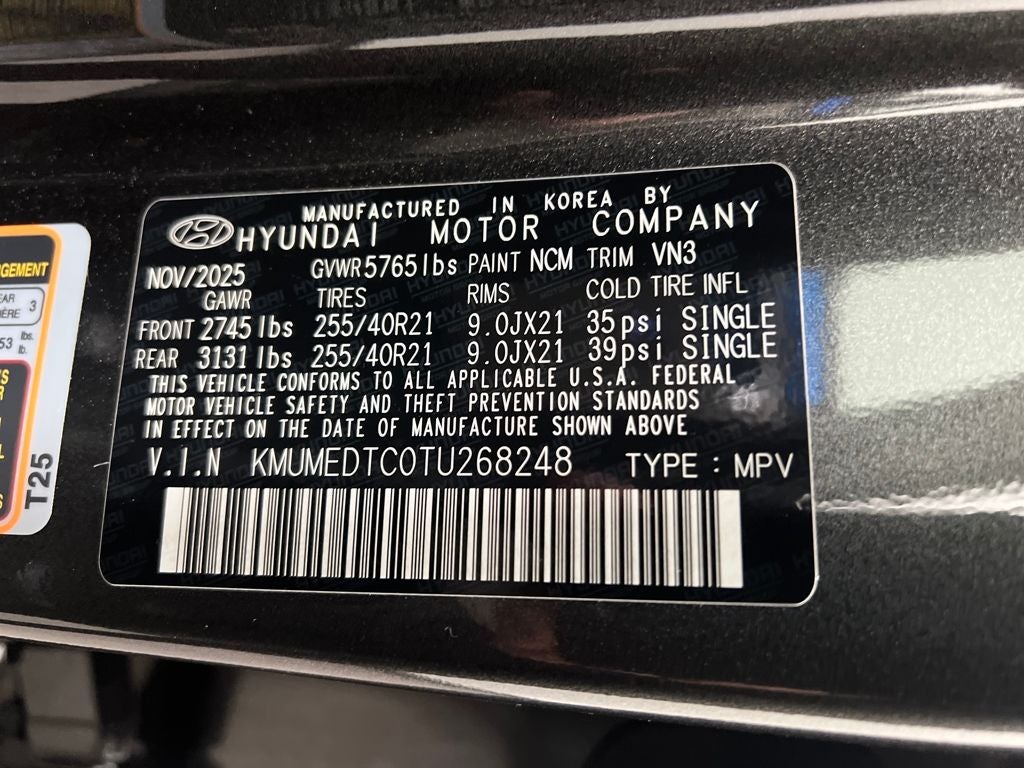 MANUFACTURED IN KOREA BY
HYUNDAI MOTOR COMPANY
NOV/2025 GVWR 5765lbs PAINT NCM TRIM VN3
GAWR TIRES RIMS COLD TIRE INFL
FRONT 2745 lbs 255/40R21 9.0JX21 35psi SINGLE
REAR 3131 lbs 255/40R21 9.0JX21 39psi SINGLE
THIS VEHICLE CONFORMS TO ALL APPLICABLE U.S.A. FEDERAL
MOTOR VEHICLE SAFETY AND THEFT PREVENTION STANDARDS
IN EFFECT ON THE DATE OF MANUFACTURE SHOWN ABOVE
V.I.N KMUMEDTC0TU268248 TYPE : MPV
3
lbs.
T25